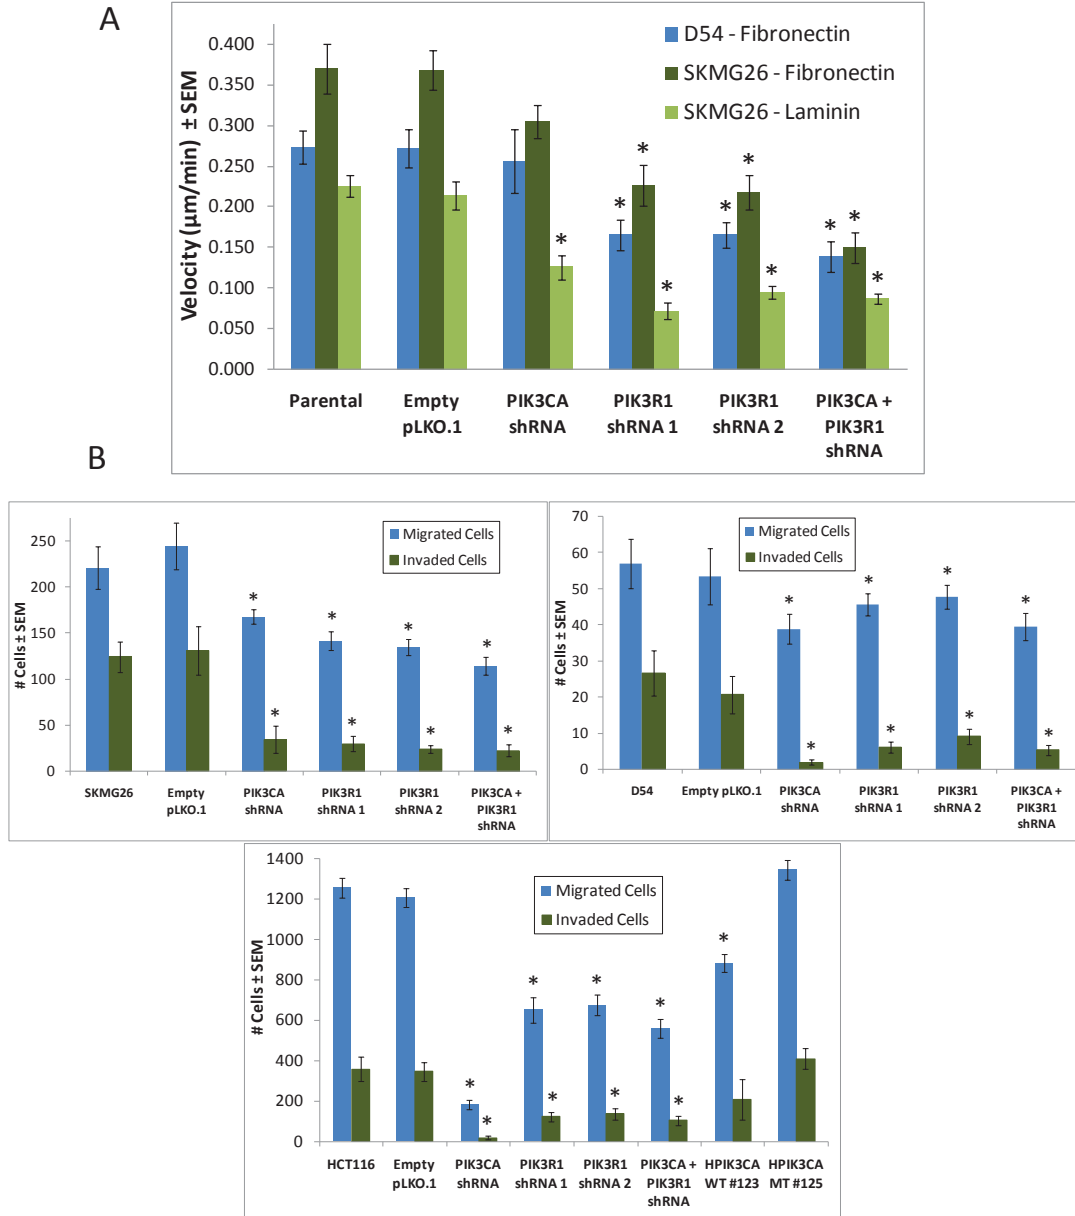 A
Velocity (µm/min) ± SEM
0.400
0.350
0.300
0.250
0.200
0.150
0.100
0.050
0.000
D54 - Fibronectin
SKMG26 - Fibronectin
SKMG26 - Laminin
* * * * * * * * * *
Parental
Empty
pLKO.1
PIK3CA
shRNA
PIK3R1
shRNA 1
PIK3R1
shRNA 2
PIK3CA +
PIK3R1
shRNA
B
# Cells ± SEM
250
200
150
100
50
0
Migrated Cells
Invaded Cells
* * * * * * * *
SKMG26
Empty
pLKO.1
PIK3CA
shRNA
PIK3R1
shRNA 1
PIK3R1
shRNA 2
PIK3CA +
PIK3R1
shRNA
# Cells ± SEM
70
60
50
40
30
20
10
0
Migrated Cells
Invaded Cells
* * * * * * * *
D54
Empty pLKO.1
PIK3CA
shRNA
PIK3R1
shRNA 1
PIK3R1
shRNA 2
PIK3CA +
PIK3R1
shRNA
# Cells ± SEM
1400
1200
1000
800
600
400
200
0
Migrated Cells
Invaded Cells
* * * * * * * * *
HCT116
Empty
pLKO.1
PIK3CA
shRNA
PIK3R1
shRNA 1
PIK3R1
shRNA 2
PIK3CA +
PIK3R1
shRNA
HPIK3CA
WT #123
HPIK3CA
MT #125